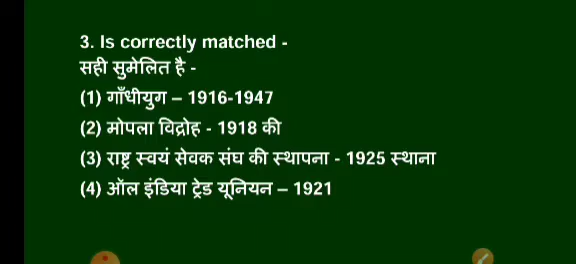 3. Is correctly matched -
सही सुमेलित है -
(1) गाँधीयुग – 1916-1947
(2) मोपला विद्रोह - 1918 की
(3) राष्ट्र स्वयं सेवक संघ की स्थापना - 1925 स्थाना
(4) ऑल इंडिया ट्रेड यूनियन – 1921